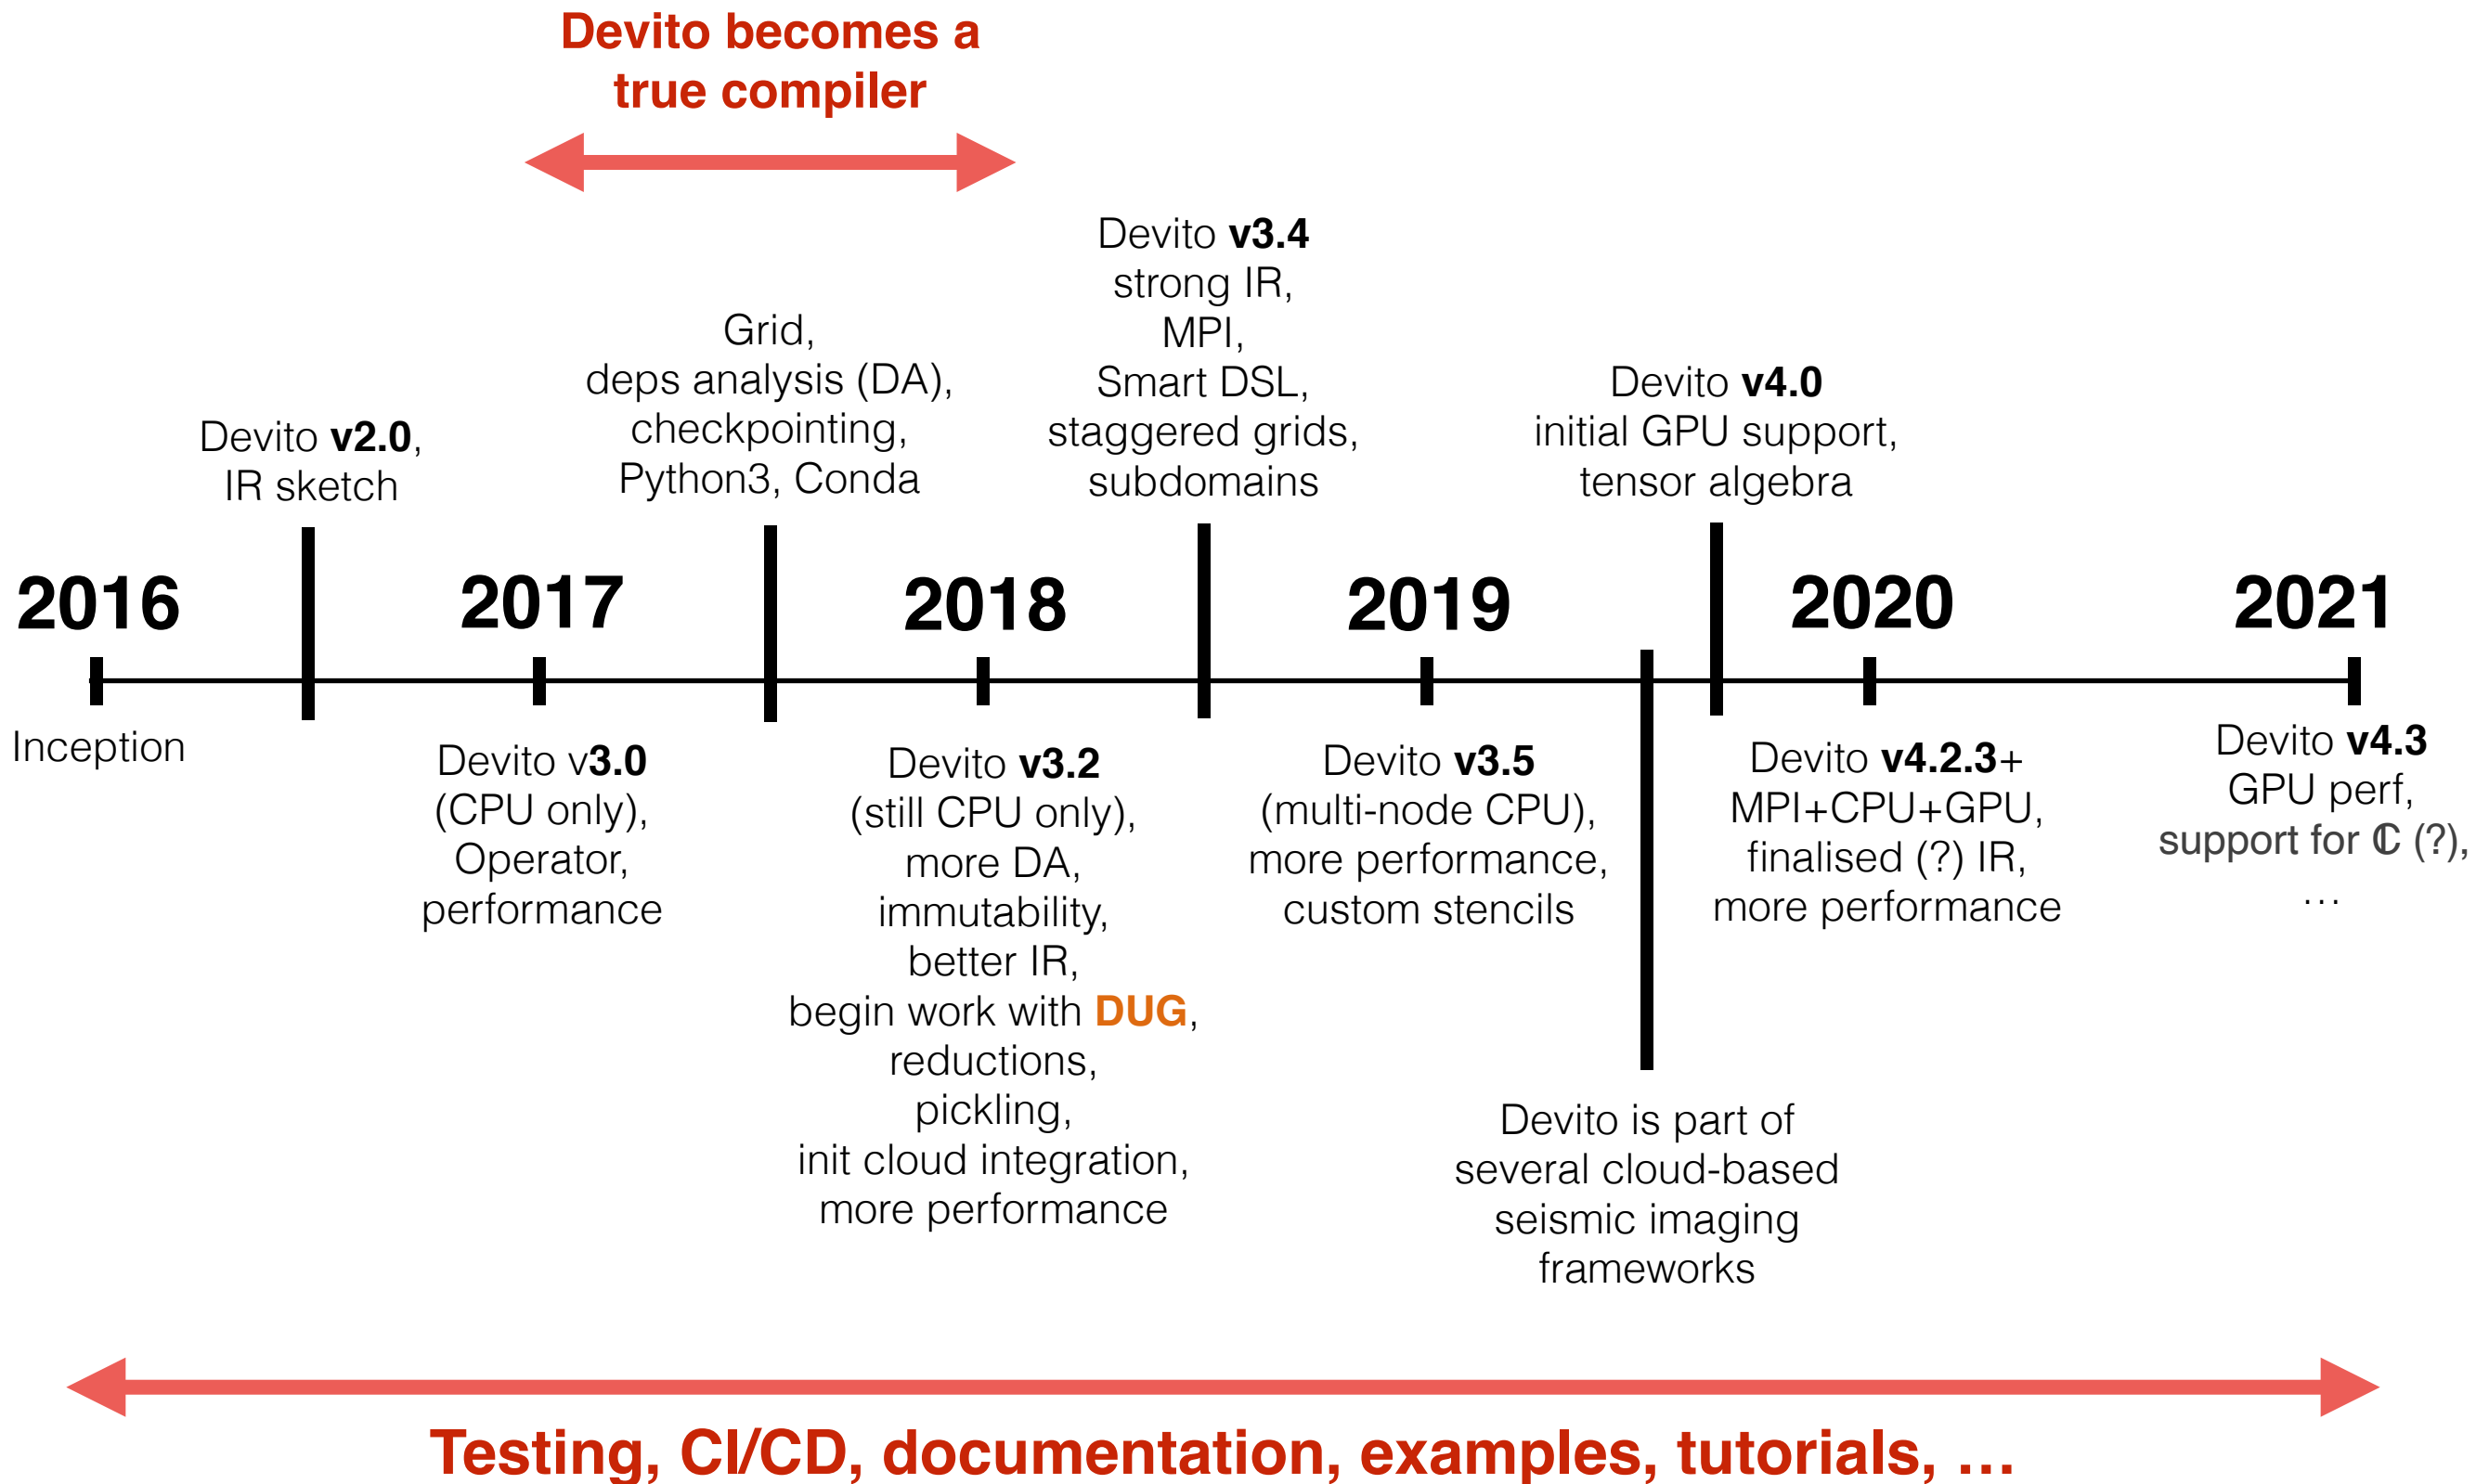 Devito becomes a
true compiler
Devito v2.0,
IR sketch
Grid,
deps analysis (DA),
checkpointing,
Python3, Conda
Devito v3.4
strong IR,
MPI,
Smart DSL,
staggered grids,
subdomains
Devito v4.0
initial GPU support,
tensor algebra
2016
2017
2018
2019
2020
2021
Inception
Devito v3.0
(CPU only),
Operator,
performance
Devito v3.2
(still CPU only),
more DA,
immutability,
better IR,
begin work with DUG,
reductions,
pickling,
init cloud integration,
more performance
Devito v3.5
(multi-node CPU),
more performance,
custom stencils
Devito is part of
several cloud-based
seismic imaging
frameworks
Devito v4.2.3+
MPI+CPU+GPU,
finalised (?) IR,
more performance
Devito v4.3
GPU perf,
support for ℂ (?),
…
Testing, CI/CD, documentation, examples, tutorials, …